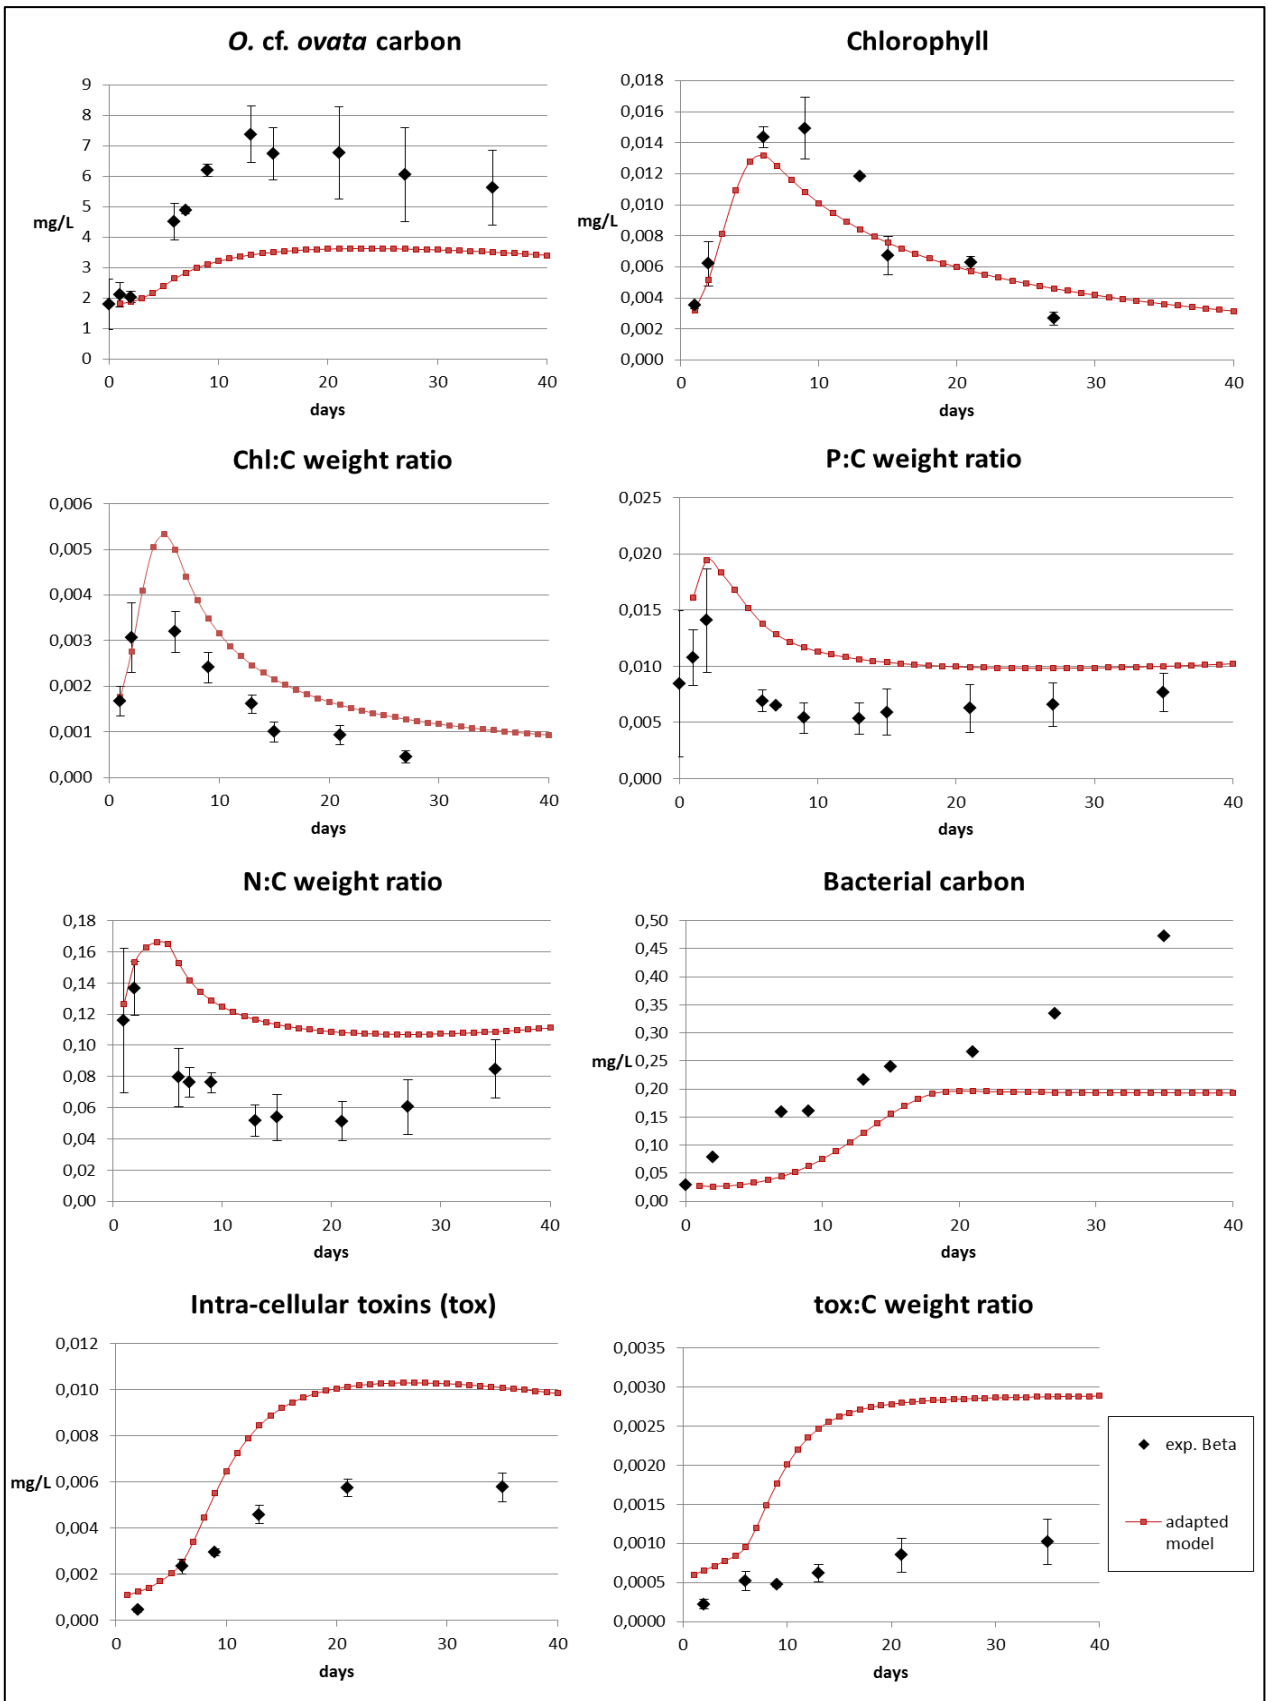 O. cf. ovata carbon
9
8
7
6
5
4
3
2
1
0
mg/L
0 10 20 30 40
days
Chlorophyll
0,018
0,016
0,014
0,012
0,010
0,008
0,006
0,004
0,002
0,000
mg/L
0 10 20 30 40
days
Chl:C weight ratio
0,006
0,005
0,004
0,003
0,002
0,001
0,000
0 10 20 30 40
days
P:C weight ratio
0,025
0,020
0,015
0,010
0,005
0,000
0 10 20 30 40
days
N:C weight ratio
0,18
0,16
0,14
0,12
0,10
0,08
0,06
0,04
0,02
0,00
0 10 20 30 40
days
Bacterial carbon
0,50
0,45
0,40
0,35
0,30
0,25
0,20
0,15
0,10
0,05
0,00
mg/L
0 10 20 30 40
days
Intra-cellular toxins (tox)
0,012
0,010
0,008
0,006
0,004
0,002
0,000
mg/L
0 10 20 30 40
days
tox:C weight ratio
0,0035
0,0030
0,0025
0,0020
0,0015
0,0010
0,0005
0,0000
0 10 20 30 40
days
exp. Beta
adapted
model